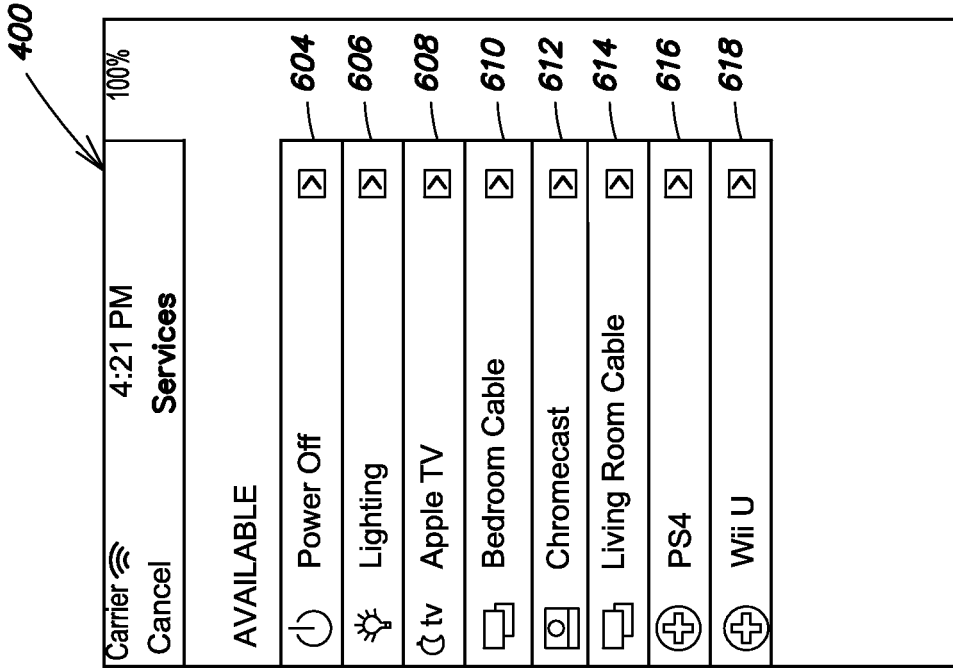 400
Carrier 4:21 PM 100%
Cancel Services
AVAILABLE
Power Off 604
Lighting 606
tv Apple TV 608
Bedroom Cable 610
Chromecast 612
Living Room Cable 614
PS4 616
Wii U 618